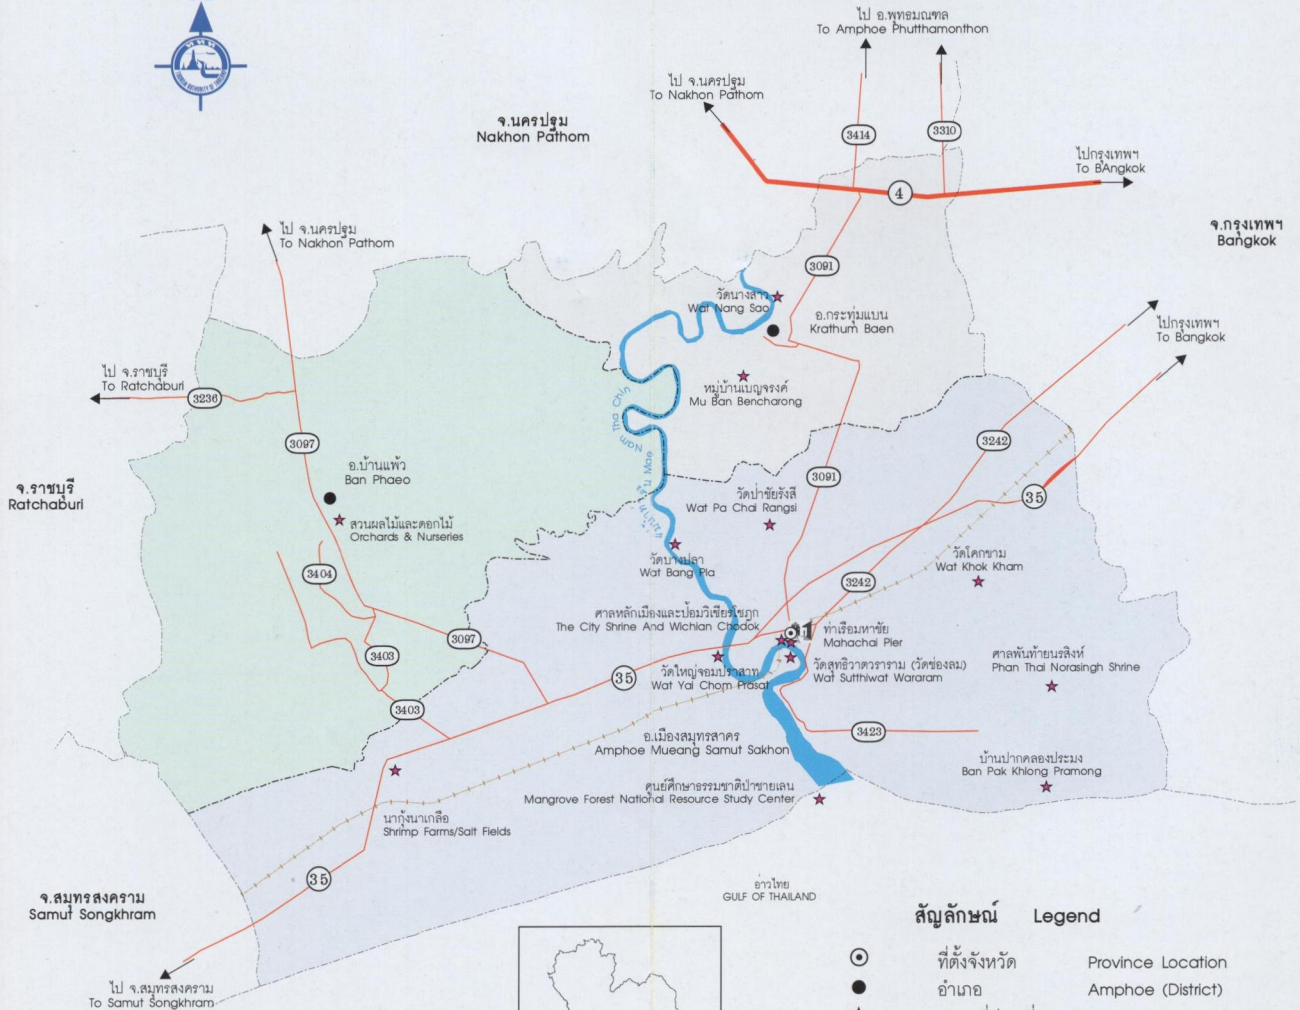 ททท
TOURISM AUTHORITY OF THAILAND
ไป อ.พุทธมณฑล
To Amphoe Phutthamonthon
ไป จ.นครปฐม
To Nakhon Pathom
จ.นครปฐม
Nakhon Pathom
3414
3310
ไปกรุงเทพฯ
To BAngkok
4
จ.กรุงเทพฯ
Bangkok
ไป จ.นครปฐม
To Nakhon Pathom
3091
วัดนางสาว
Wat Nang Sao
อ.กระทุ่มแบน
Krathum Baen
ไปกรุงเทพฯ
To Bangkok
ไป จ.ราชบุรี
To Ratchaburi
3236
หมู่บ้านเบญจรงค์
Mu Ban Bencharong
3097
3242
Nam Mae Nam Tha Chin
อ.บ้านแพ้ว
Ban Phaeo
3091
35
จ.ราชบุรี
Ratchaburi
วัดป่าชัยรังสี
Wat Pa Chai Rangsi
สวนผลไม้และดอกไม้
Orchards & Nurseries
วัดบางปลา
Wat Bang Pla
วัดโคกขาม
Wat Khok Kham
3404
3242
ศาลหลักเมืองและป้อมวิเชียรโชฎก
The City Shrine And Wichian Chodok
1
ท่าเรือมหาชัย
Mahachai Pier
3097
3403
ศาลพันท้ายนรสิงห์
Phan Thai Norasingh Shrine
วัดใหญ่จอมปราสาท
Wat Yai Chom Prasat
วัดสุทธิวาตวราราม (วัดช่องลม)
Wat Sutthiwat Wararam
35
3403
3423
อ.เมืองสมุทรสาคร
Amphoe Mueang Samut Sakhon
บ้านปากคลองประมง
Ban Pak Khlong Pramong
ศูนย์ศึกษาธรรมชาติป่าชายเลน
Mangrove Forest National Resource Study Center
นากุ้งนาเกลือ
Shrimp Farms/Salt Fields
35
อ่าวไทย
GULF OF THAILAND
จ.สมุทรสงคราม
Samut Songkhram
ไป จ.สมุทรสงคราม
To Samut Songkhram
สัญลักษณ์ Legend
ที่ตั้งจังหวัด Province Location
อำเภอ Amphoe (District)